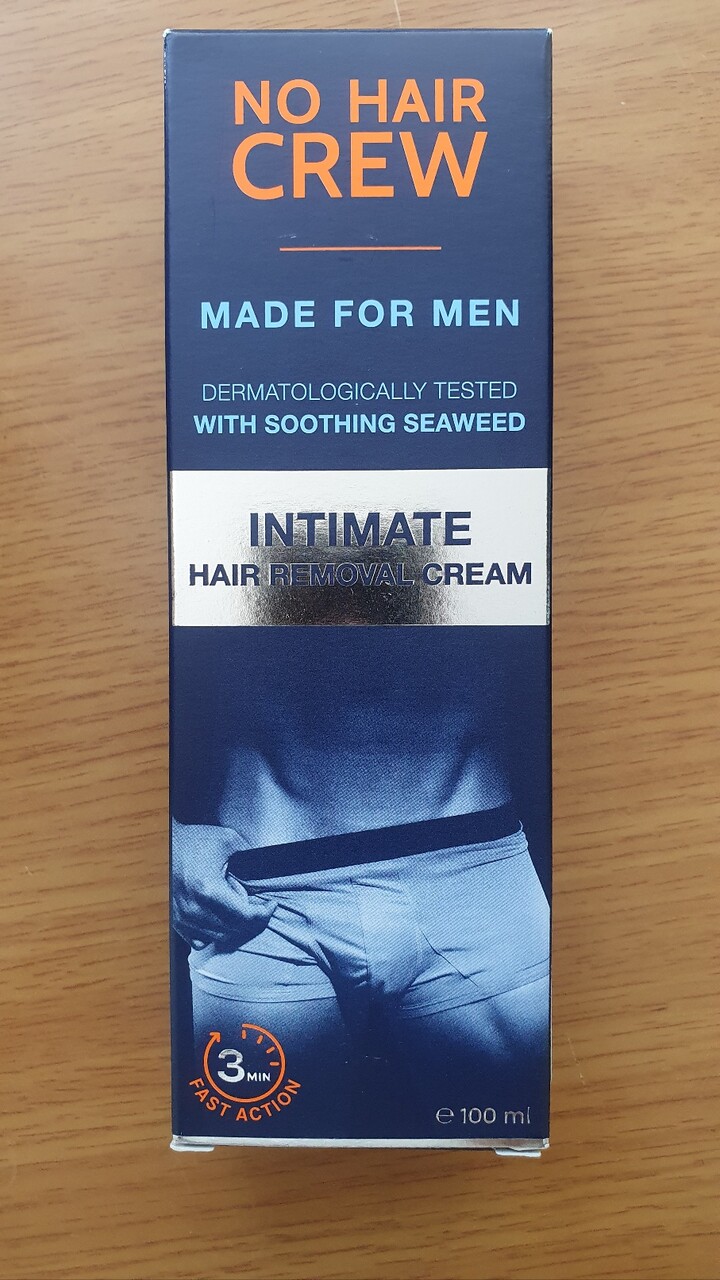 NO HAIR
CREW
MADE FOR MEN
DERMATOLOGICALLY TESTED
WITH SOOTHING SEAWEED
INTIMATE
HAIR REMOVAL CREAM
3 MIN
FAST ACTION
℮ 100 ml